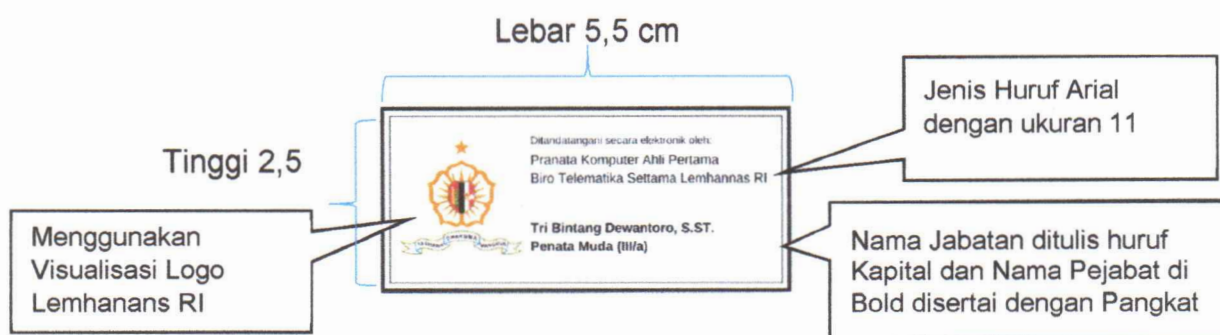 Lebar 5,5 cm
Jenis Huruf Arial
dengan ukuran 11
Tinggi 2,5
Ditandatangani secara elektronik oleh:
Pranata Komputer Ahli Pertama
Biro Telematika Settama Lemhannas RI
Tri Bintang Dewantoro, S.ST.
Penata Muda (III/a)
Menggunakan
Visualisasi Logo
Lemhanans RI
Nama Jabatan ditulis huruf
Kapital dan Nama Pejabat di
Bold disertai dengan Pangkat